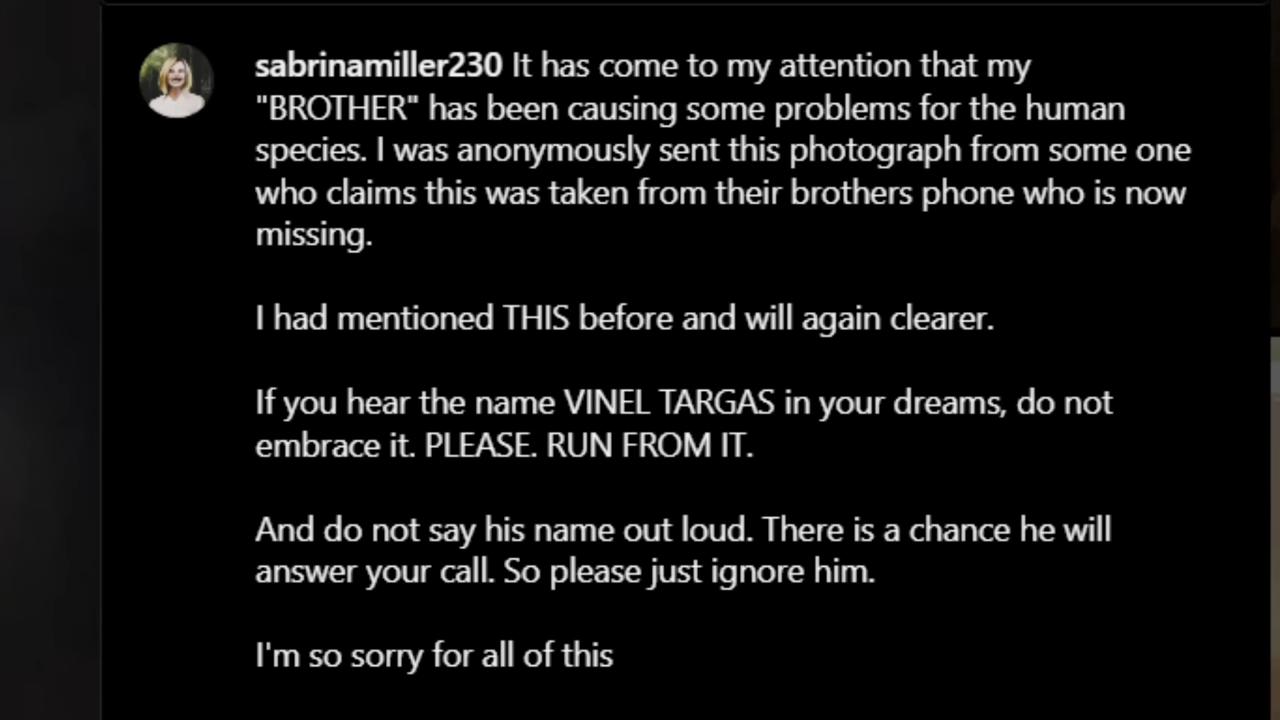 sabrinamiller230 It has come to my attention that my
"BROTHER" has been causing some problems for the human
species. I was anonymously sent this photograph from some one
who claims this was taken from their brothers phone who is now
missing.
I had mentioned THIS before and will again clearer.
If you hear the name VINEL TARGAS in your dreams, do not
embrace it. PLEASE. RUN FROM IT.
And do not say his name out loud. There is a chance he will
answer your call. So please just ignore him.
I'm so sorry for all of this